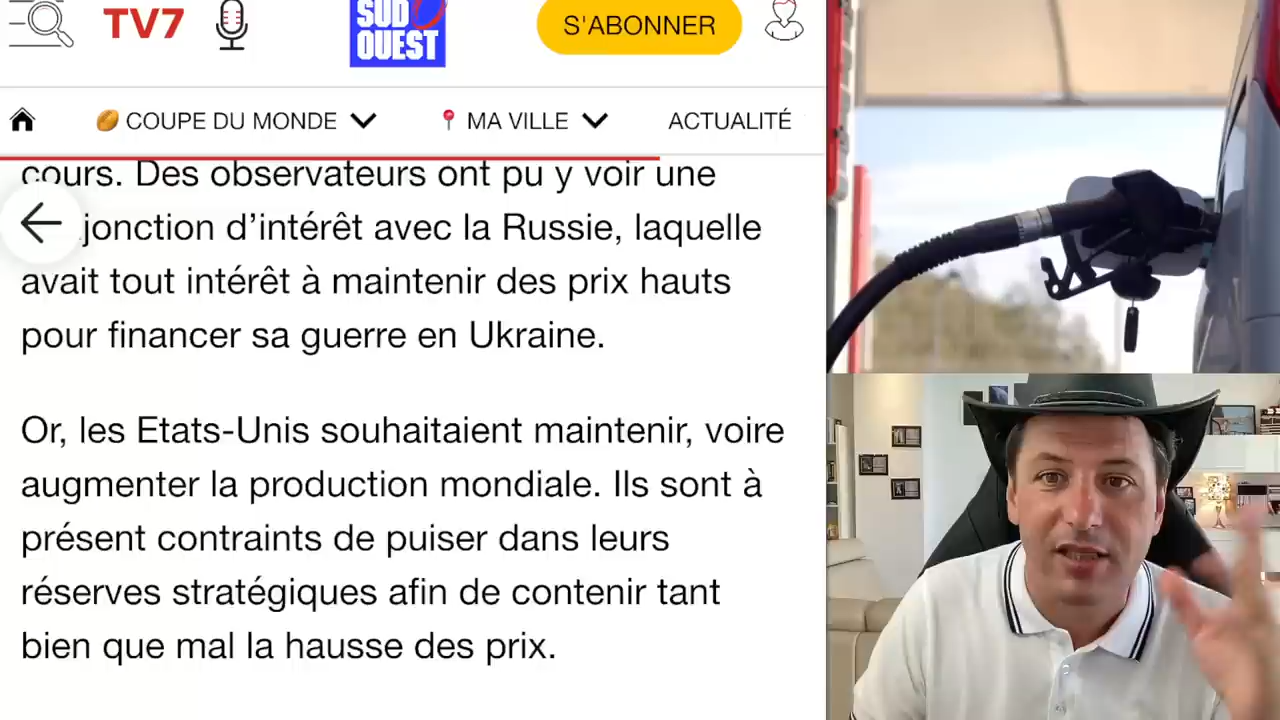 TV7
SUD
OUEST
S'ABONNER
COUPE DU MONDE
MA VILLE
ACTUALITÉ
cours. Des observateurs ont pu y voir une
jonction d’intérêt avec la Russie, laquelle
avait tout intérêt à maintenir des prix hauts
pour financer sa guerre en Ukraine.
Or, les Etats-Unis souhaitaient maintenir, voire
augmenter la production mondiale. Ils sont à
présent contraints de puiser dans leurs
réserves stratégiques afin de contenir tant
bien que mal la hausse des prix.